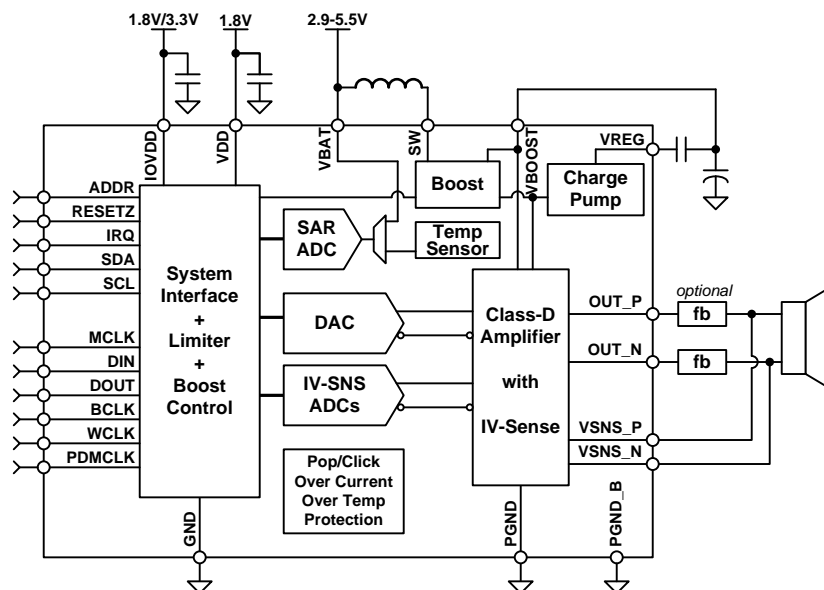 1.8V/3.3V
1.8V
2.9-5.5V
IOVDD
VDD
VBAT
SW
VBOOST
VREG
ADDR
RESETZ
IRQ
SDA
SCL
MCLK
DIN
DOUT
BCLK
WCLK
PDMCLK
System
Interface
+
Limiter
+
Boost
Control
Boost
Charge
Pump
SAR
ADC
Temp
Sensor
DAC
IV-SNS
ADCs
Class-D
Amplifier
with
IV-Sense
OUT_P
OUT_N
VSNS_P
VSNS_N
optional
fb
fb
Pop/Click
Over Current
Over Temp
Protection
GND
PGND
PGND_B